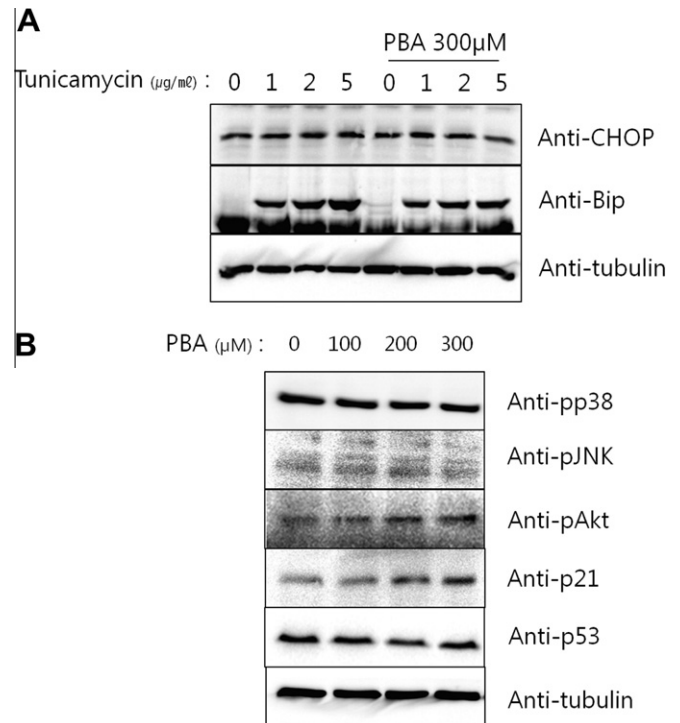 A
PBA 300μM
Tunicamycin (μg/㎖) : 0 1 2 5 0 1 2 5
Anti-CHOP
Anti-Bip
Anti-tubulin
B
PBA (μM) : 0 100 200 300
Anti-pp38
Anti-pJNK
Anti-pAkt
Anti-p21
Anti-p53
Anti-tubulin